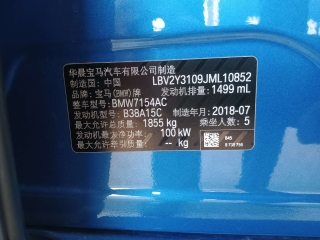 华晨宝马汽车有限公司制造
制造国：中国 LBV2Y3109JML10852
品牌：宝马(BMW)牌 发动机排量：1499 mL
整车型号：BMW7154AC
发动机型号：B38A15C 制造年月：2018-07
最大允许总质量：1855 kg 乘坐人数：5
发动机最大净功率：100 kW
最大允许牵引质量：-- kg